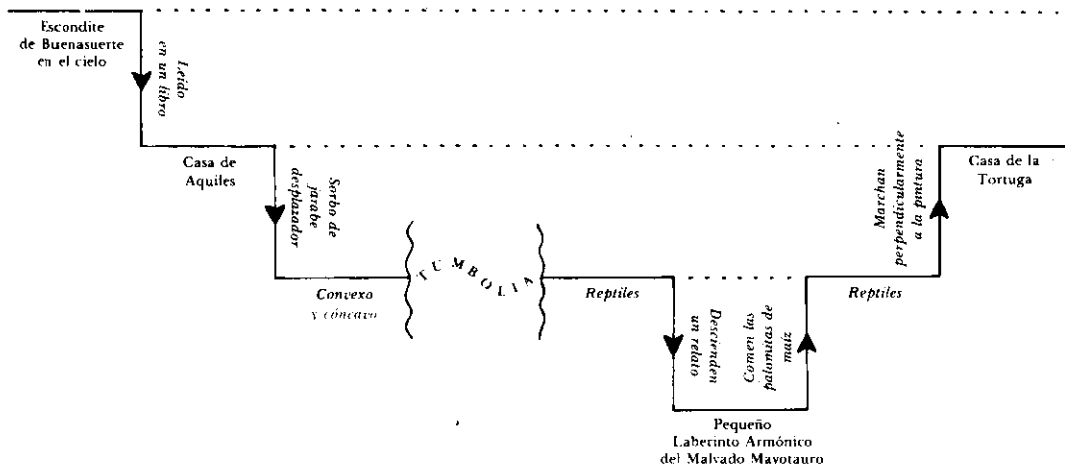 Escondite
de Buenasuerte
en el cielo
Leído
en un libro
Casa de
Aquiles
Sorbo de
jarabe
desplazador
Convexo
y cóncavo
TUMBOLIA
Reptiles
Descienden
un relato
Comen las
palomitas de
maíz
Pequeño
Laberinto Armónico
del Malvado Mayotauro
Reptiles
Marchan
perpendicularmente
a la pintura
Casa de la
Tortuga